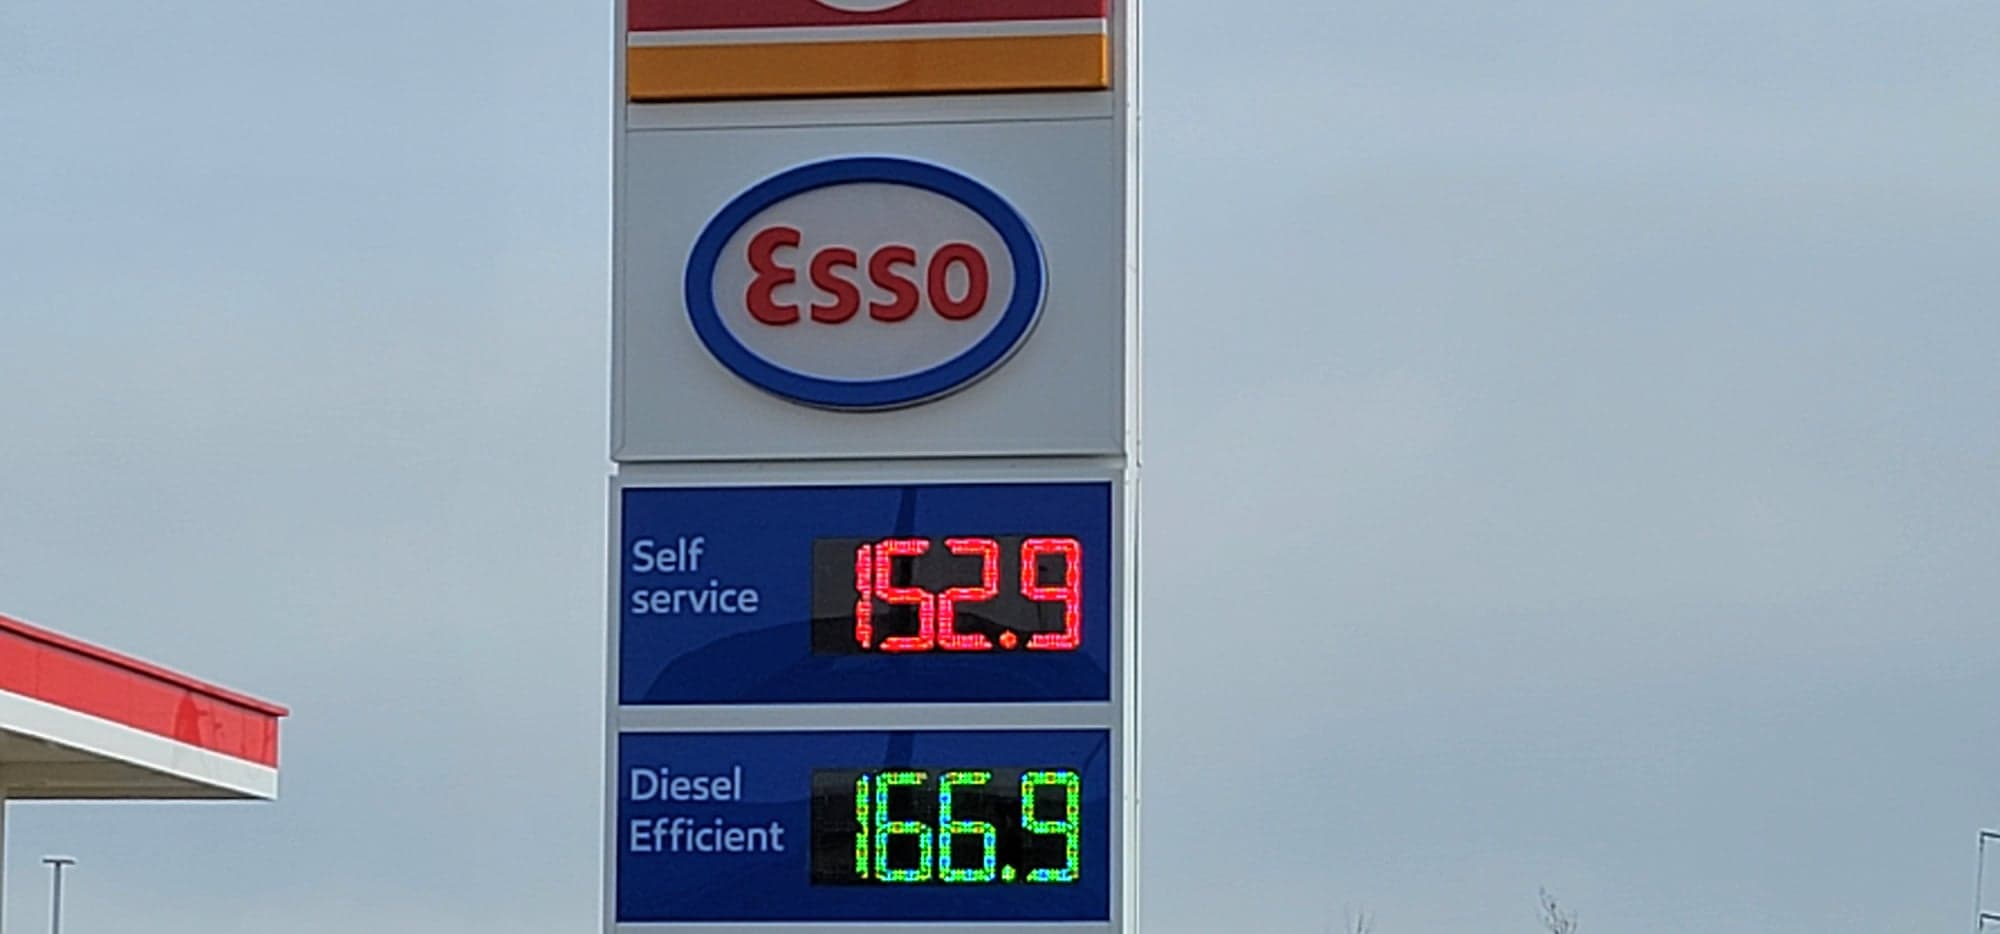 Esso
Self
service
152.9
Diesel
Efficient
166.9